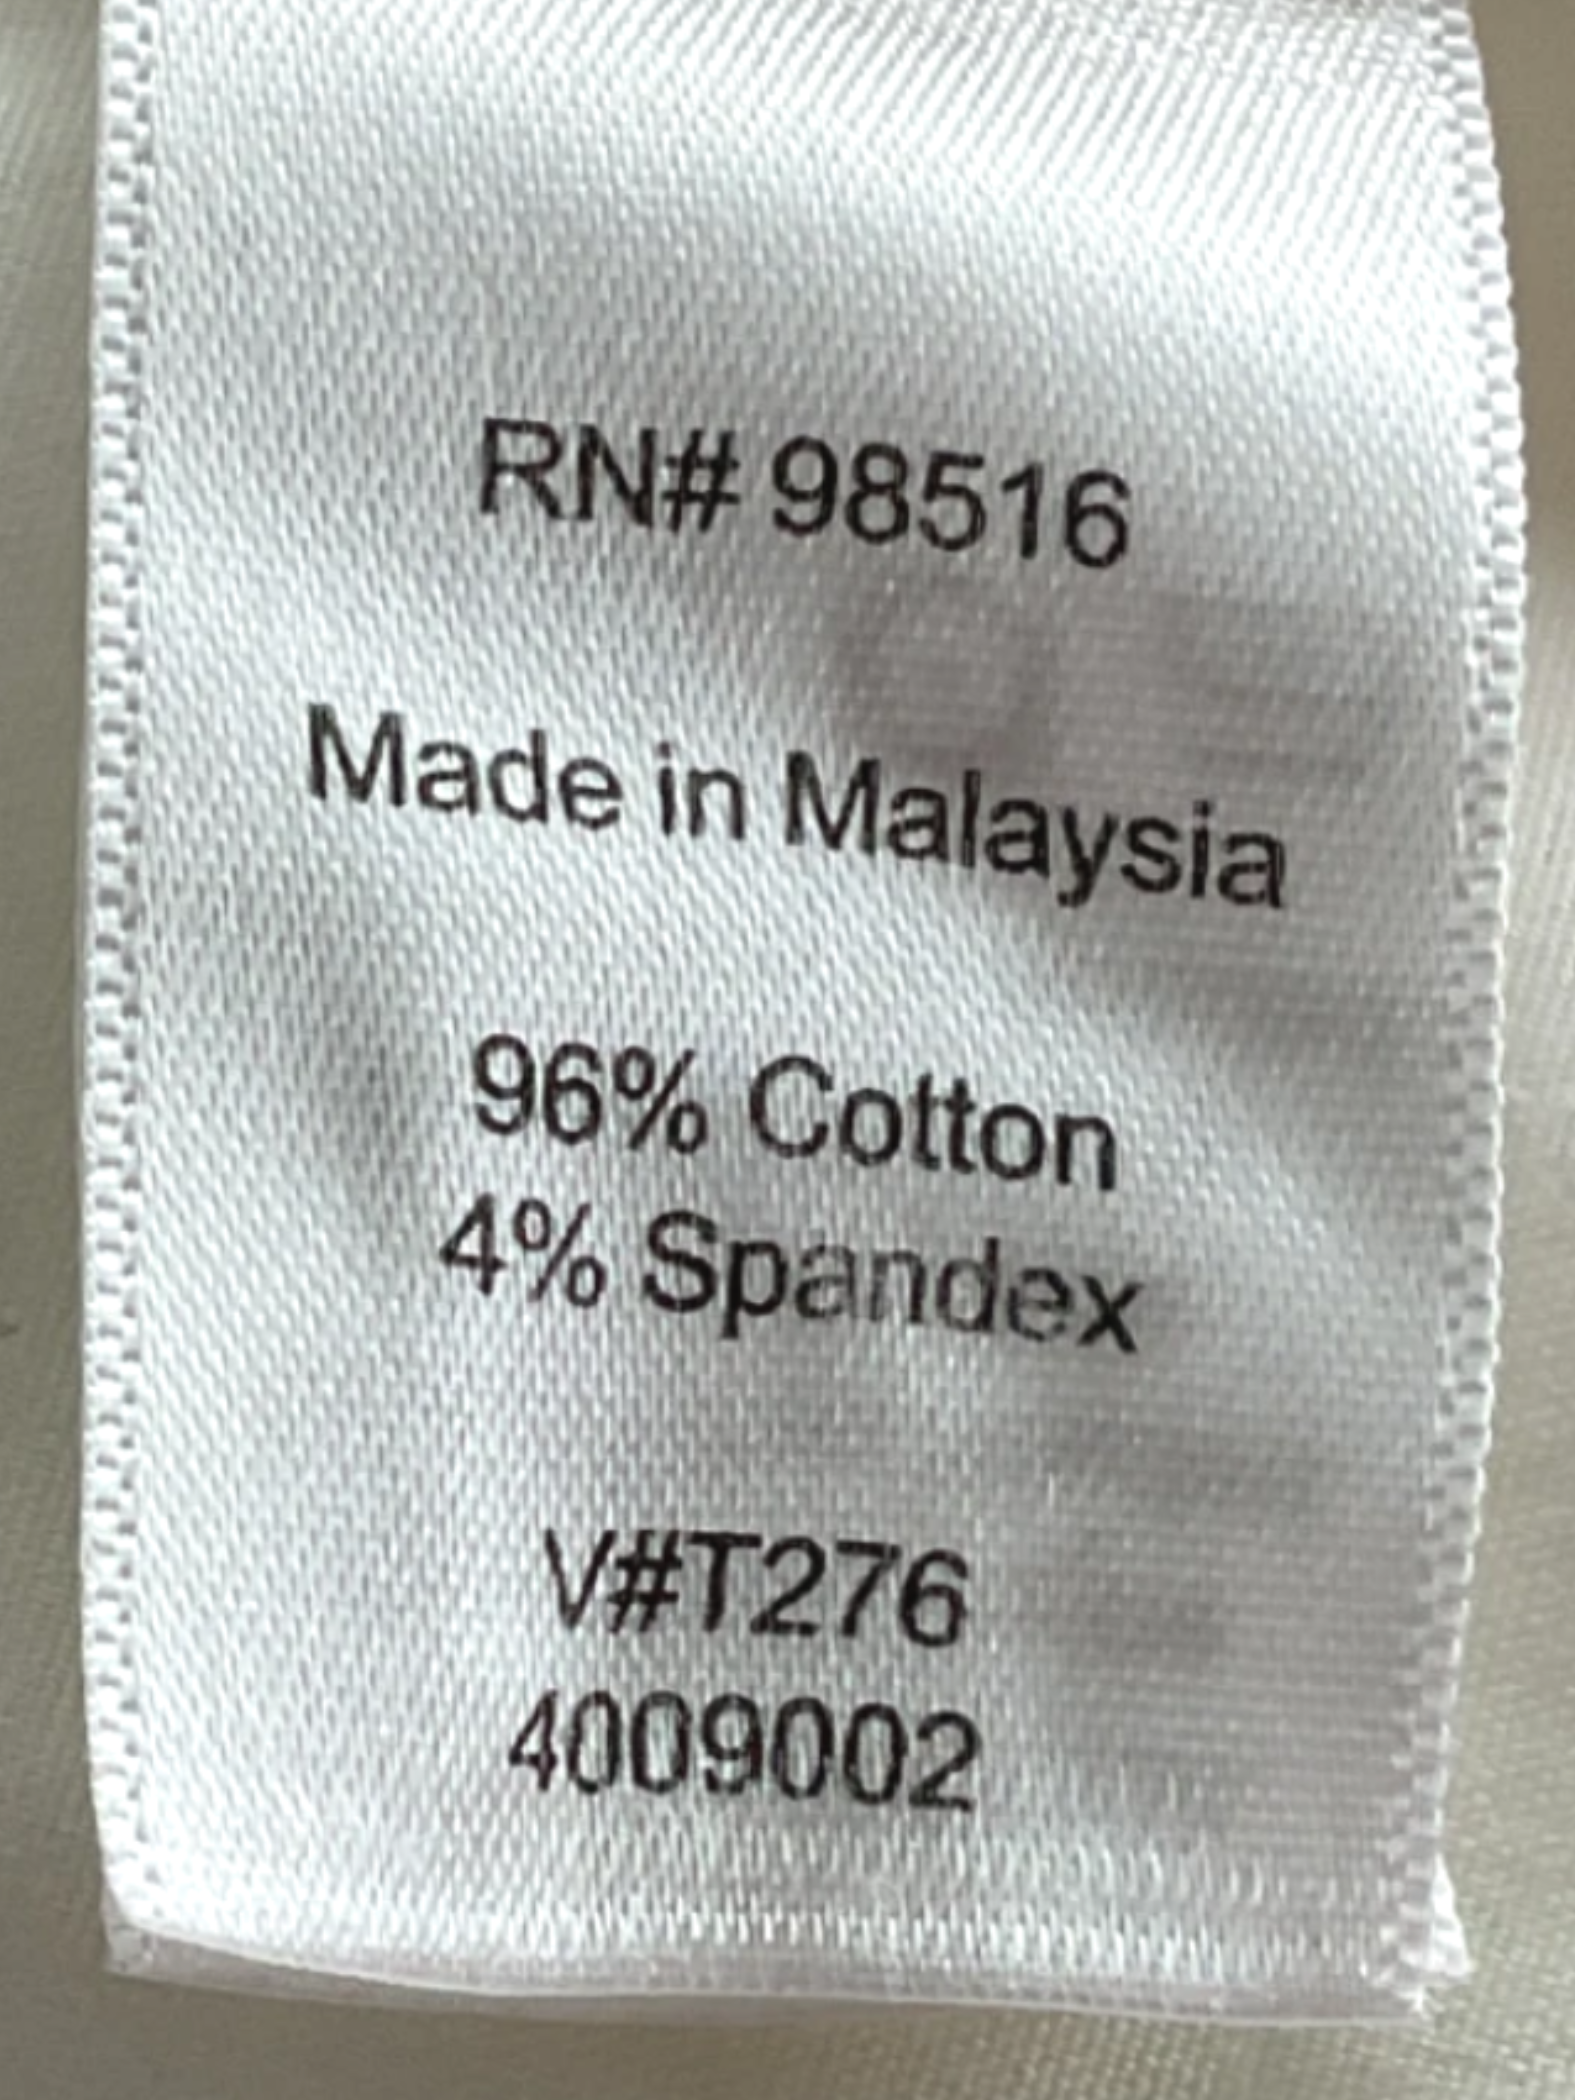 RN# 98516
Made in Malaysia
96% Cotton
4% Spandex
V#T276
4009002